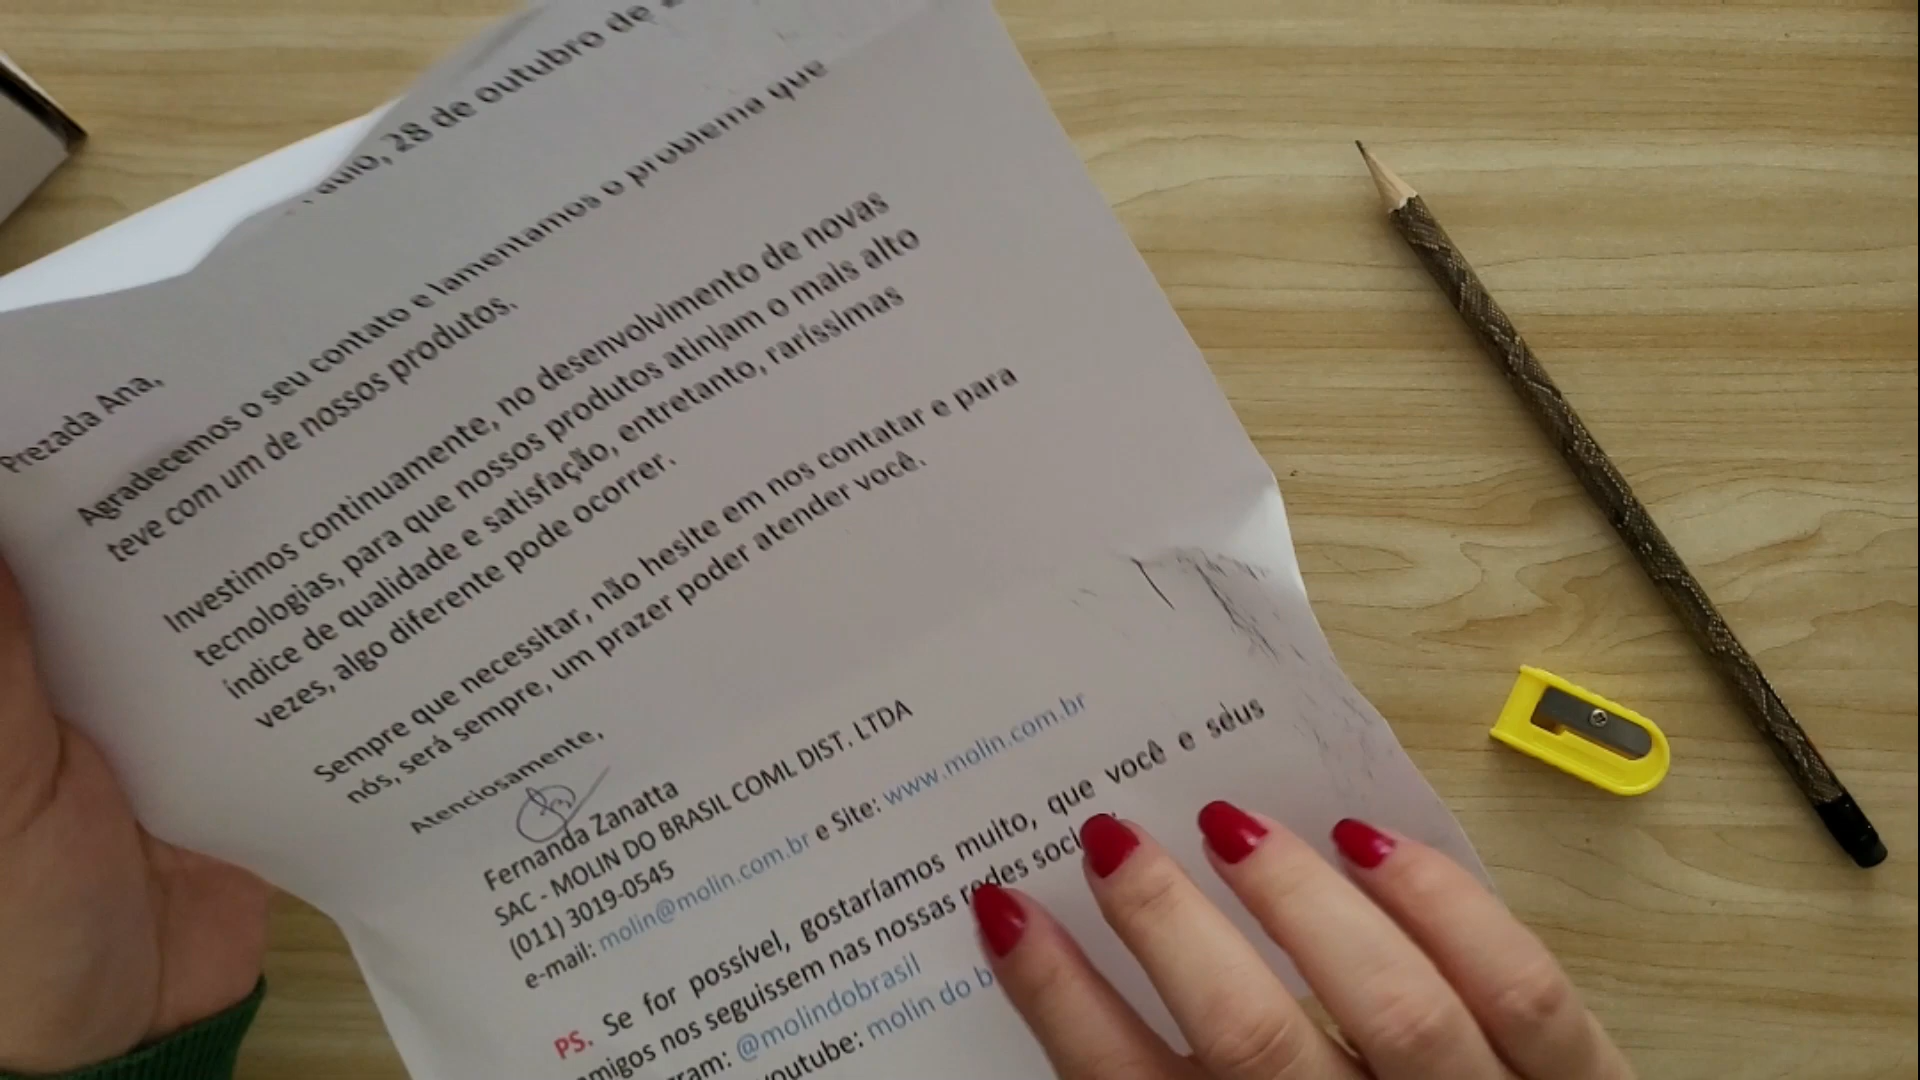 aulo, 28 de outubro de
Prezada Ana,
Agradecemos o seu contato e lamentamos o problema que
teve com um de nossos produtos.
Investimos continuamente, no desenvolvimento de novas
tecnologias, para que nossos produtos atinjam o mais alto
índice de qualidade e satisfação, entretanto, raríssimas
vezes, algo diferente pode ocorrer.
Sempre que necessitar, não hesite em nos contatar e para
nós, será sempre, um prazer poder atender você.
Atenciosamente,
Fernanda Zanatta
SAC - MOLIN DO BRASIL COML DIST. LTDA
(011) 3019-0545
e-mail: molin@molin.com.br e Site: www.molin.com.br
PS. Se for possível, gostaríamos muito, que você e seus
amigos nos seguissem nas nossas redes soci
ram: @molindobrasil
youtube: molin do b